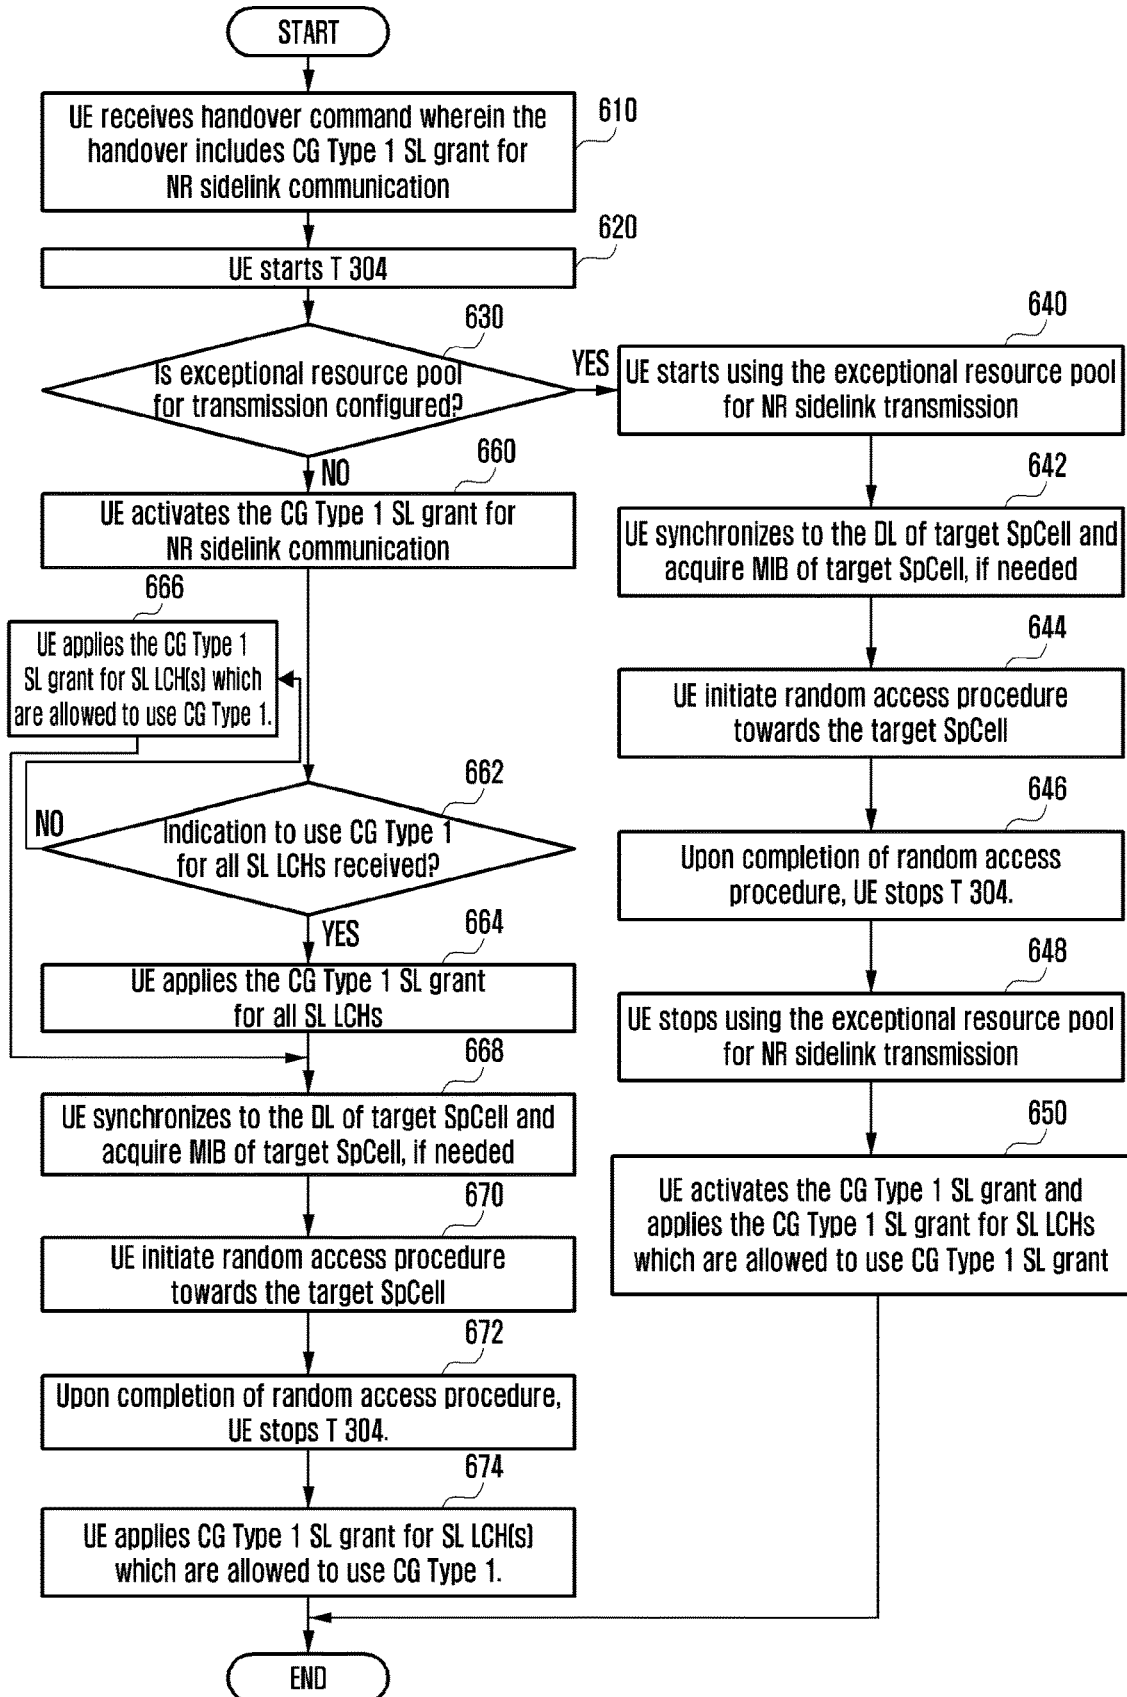 START
610
UE receives handover command wherein the
handover includes CG Type 1 SL grant for
NR sidelink communication
620
UE starts T 304
630
Is exceptional resource pool
for transmission configured?
YES
NO
640
UE starts using the exceptional resource pool
for NR sidelink transmission
642
UE synchronizes to the DL of target SpCell and
acquire MIB of target SpCell, if needed
644
UE initiate random access procedure
towards the target SpCell
646
Upon completion of random access
procedure, UE stops T 304.
648
UE stops using the exceptional resource pool
for NR sidelink transmission
650
UE activates the CG Type 1 SL grant and
applies the CG Type 1 SL grant for SL LCHs
which are allowed to use CG Type 1 SL grant
660
UE activates the CG Type 1 SL grant for
NR sidelink communication
666
UE applies the CG Type 1
SL grant for SL LCH(s) which
are allowed to use CG Type 1.
662
Indication to use CG Type 1
for all SL LCHs received?
NO
YES
664
UE applies the CG Type 1 SL grant
for all SL LCHs
668
UE synchronizes to the DL of target SpCell and
acquire MIB of target SpCell, if needed
670
UE initiate random access procedure
towards the target SpCell
672
Upon completion of random access procedure,
UE stops T 304.
674
UE applies CG Type 1 SL grant for SL LCH(s)
which are allowed to use CG Type 1.
END